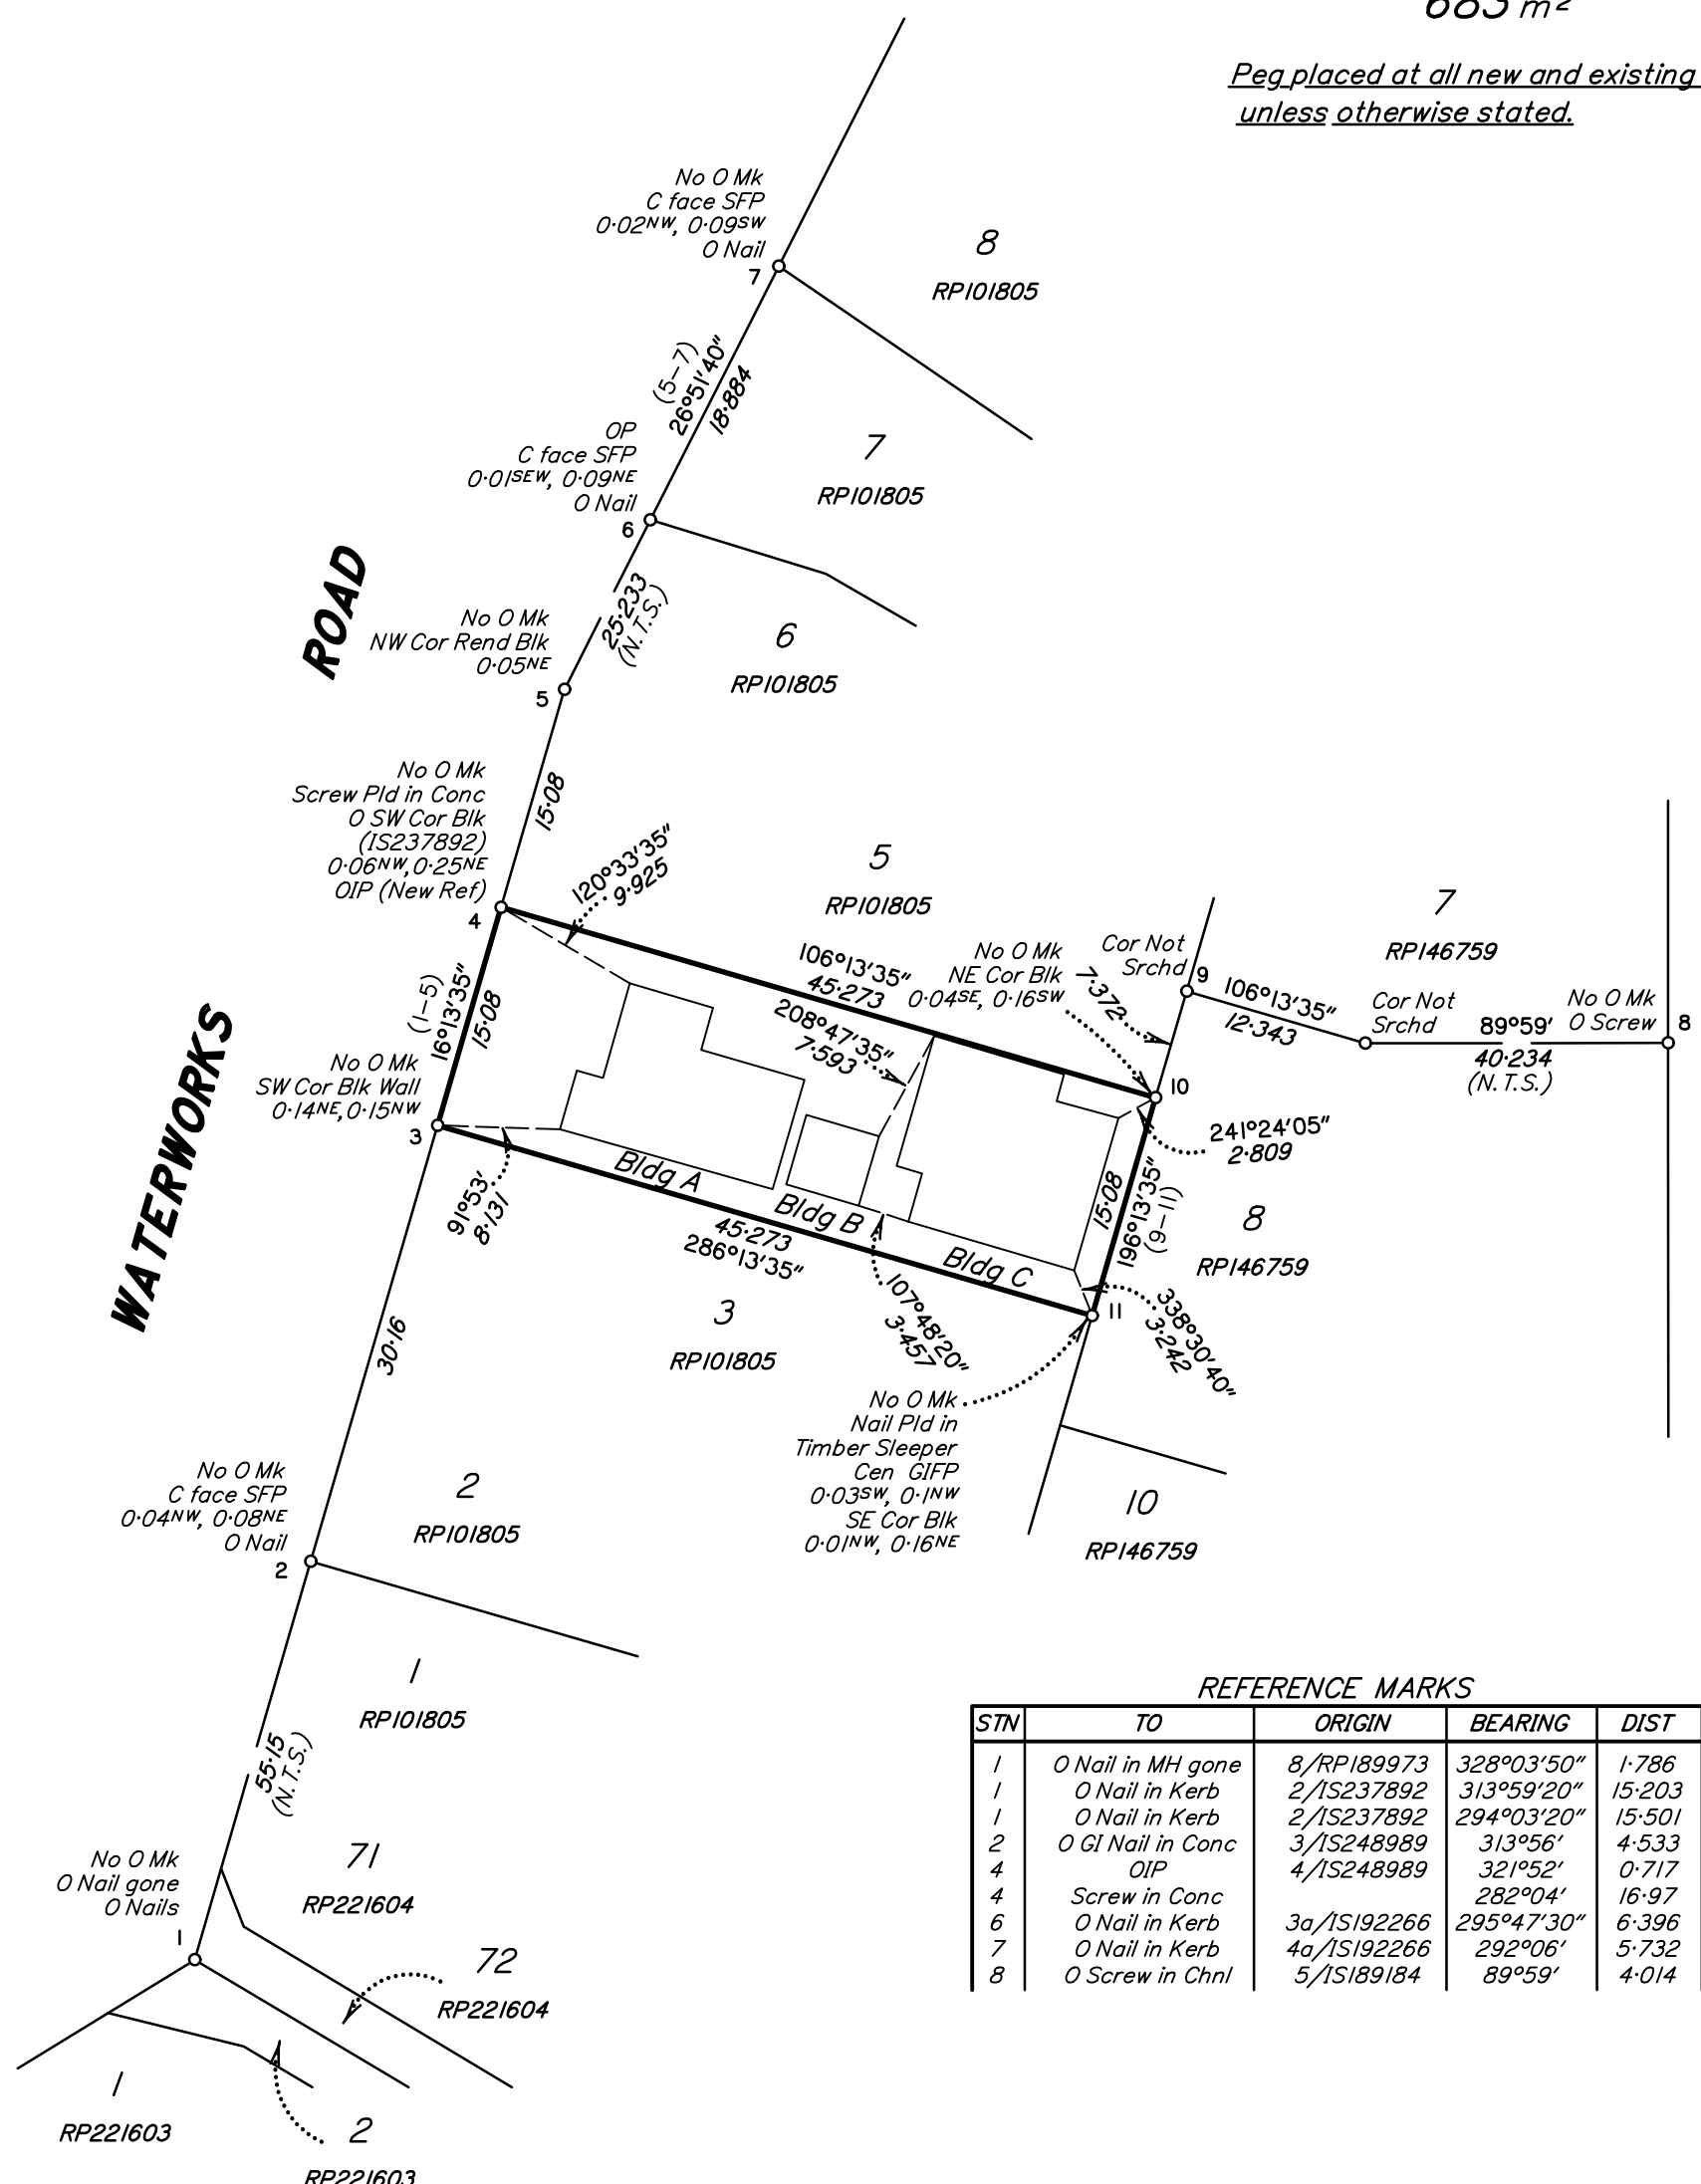 683 m²
Peg placed at all new and existing
unless otherwise stated.
No O Mk
C face SFP
0·02NW, 0·09SW
O Nail
7
8
RP101805
(5-7)
26°51'40"
18·884
OP
C face SFP
0·01SEW, 0·09NE
O Nail
6
7
RP101805
ROAD
25·233
(N.T.S.)
No O Mk
NW Cor Rend Blk
0·05NE
5
6
RP101805
15·08
No O Mk
Screw Pld in Conc
O SW Cor Blk
(IS237892)
0·06NW,0·25NE
OIP (New Ref)
4
120°33'35"
9·925
5
RP101805
7
RP146759
106°13'35"
45·273
No O Mk
NE Cor Blk
0·04SE, 0·16SW
Cor Not
Srchd
9
7·372
106°13'35"
12·343
Cor Not
Srchd
89°59'
40·234
(N.T.S.)
No O Mk
O Screw
8
208°47'35"
7·593
(1-5)
16°13'35"
15·08
No O Mk
SW Cor Blk Wall
0·14NE,0·15NW
3
10
241°24'05"
2·809
WATERWORKS
91°53'
8·131
Bldg A
Bldg B
Bldg C
45·273
286°13'35"
15·08
196°13'35"
(9-11)
8
RP146759
11
338°30'40"
3·242
107°48'20"
3·457
3
RP101805
30·16
No O Mk
Nail Pld in
Timber Sleeper
Cen GIFP
0·03SW, 0·1NW
SE Cor Blk
0·01NW, 0·16NE
10
RP146759
No O Mk
C face SFP
0·04NW, 0·08NE
O Nail
2
2
RP101805
1
RP101805
55·15
(N.T.S.)
REFERENCE MARKS
STN TO ORIGIN BEARING DIST
1 O Nail in MH gone 8/RP189973 328°03'50" 1·786
1 O Nail in Kerb 2/IS237892 313°59'20" 15·203
1 O Nail in Kerb 2/IS237892 294°03'20" 15·501
2 O GI Nail in Conc 3/IS248989 313°56' 4·533
4 OIP 4/IS248989 321°52' 0·717
4 Screw in Conc 282°04' 16·97
6 O Nail in Kerb 3a/IS192266 295°47'30" 6·396
7 O Nail in Kerb 4a/IS192266 292°06' 5·732
8 O Screw in Chnl 5/IS189184 89°59' 4·014
No O Mk
O Nail gone
O Nails
1
71
RP221604
72
RP221604
1
RP221603
2
RP221603